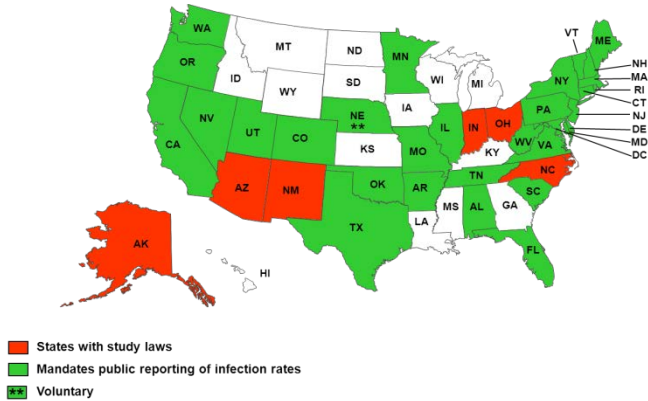 VT
ME
WA
MT
ND
MN
NH
OR
MA
ID
SD
WI
MI
NY
RI
WY
CT
IA
PA
NJ
NE
**
NV
IL
IN
OH
DE
UT
CO
MD
CA
KS
MO
WV
VA
DC
KY
NC
TN
AZ
NM
OK
AR
SC
MS
AL
GA
TX
LA
AK
FL
HI
States with study laws
Mandates public reporting of infection rates
** Voluntary